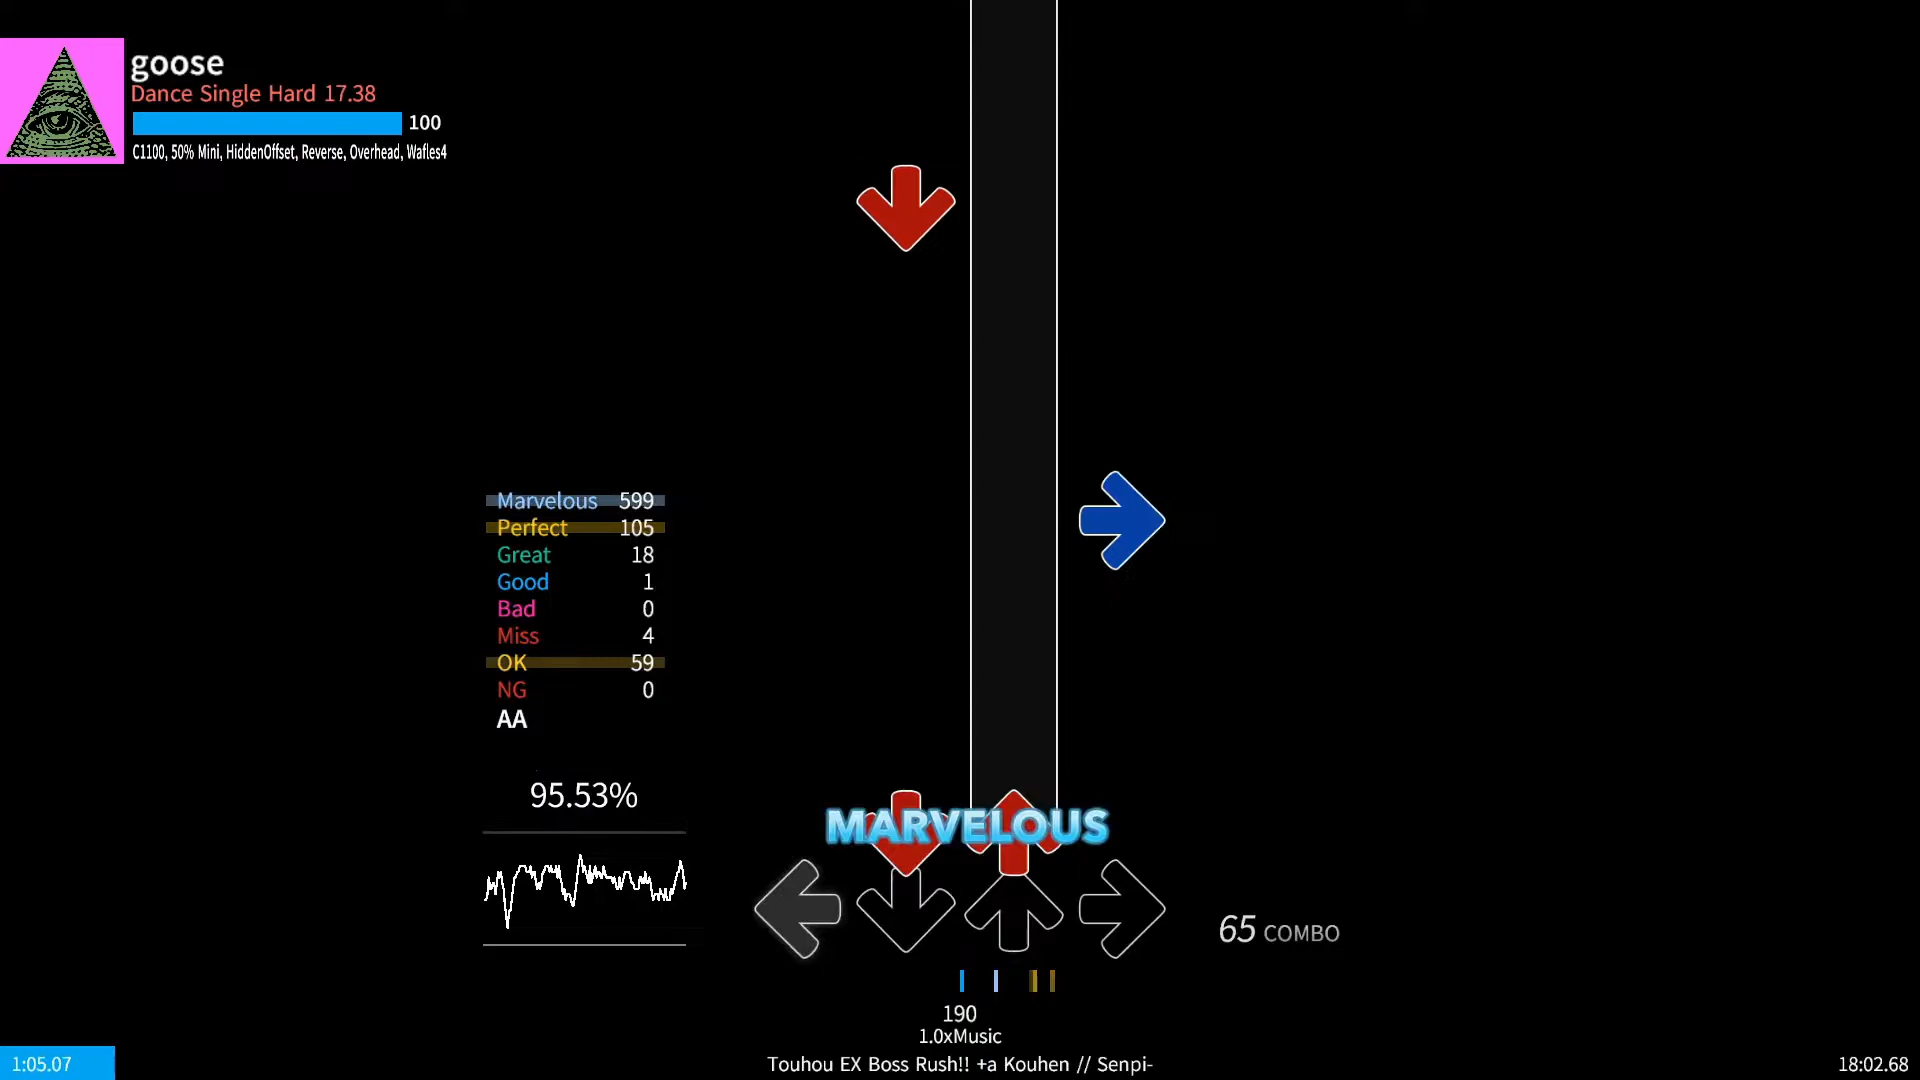 goose
Dance Single Hard 17.38
100
C1100, 50% Mini, HiddenOffset, Reverse, Overhead, Wafles4
Marvelous 599
Perfect 105
Great 18
Good 1
Bad 0
Miss 4
OK 59
NG 0
AA
95.53%
MARVELOUS
65 COMBO
190
1.0xMusic
1:05.07
Touhou EX Boss Rush!! +a Kouhen // Senpi-
18:02.68